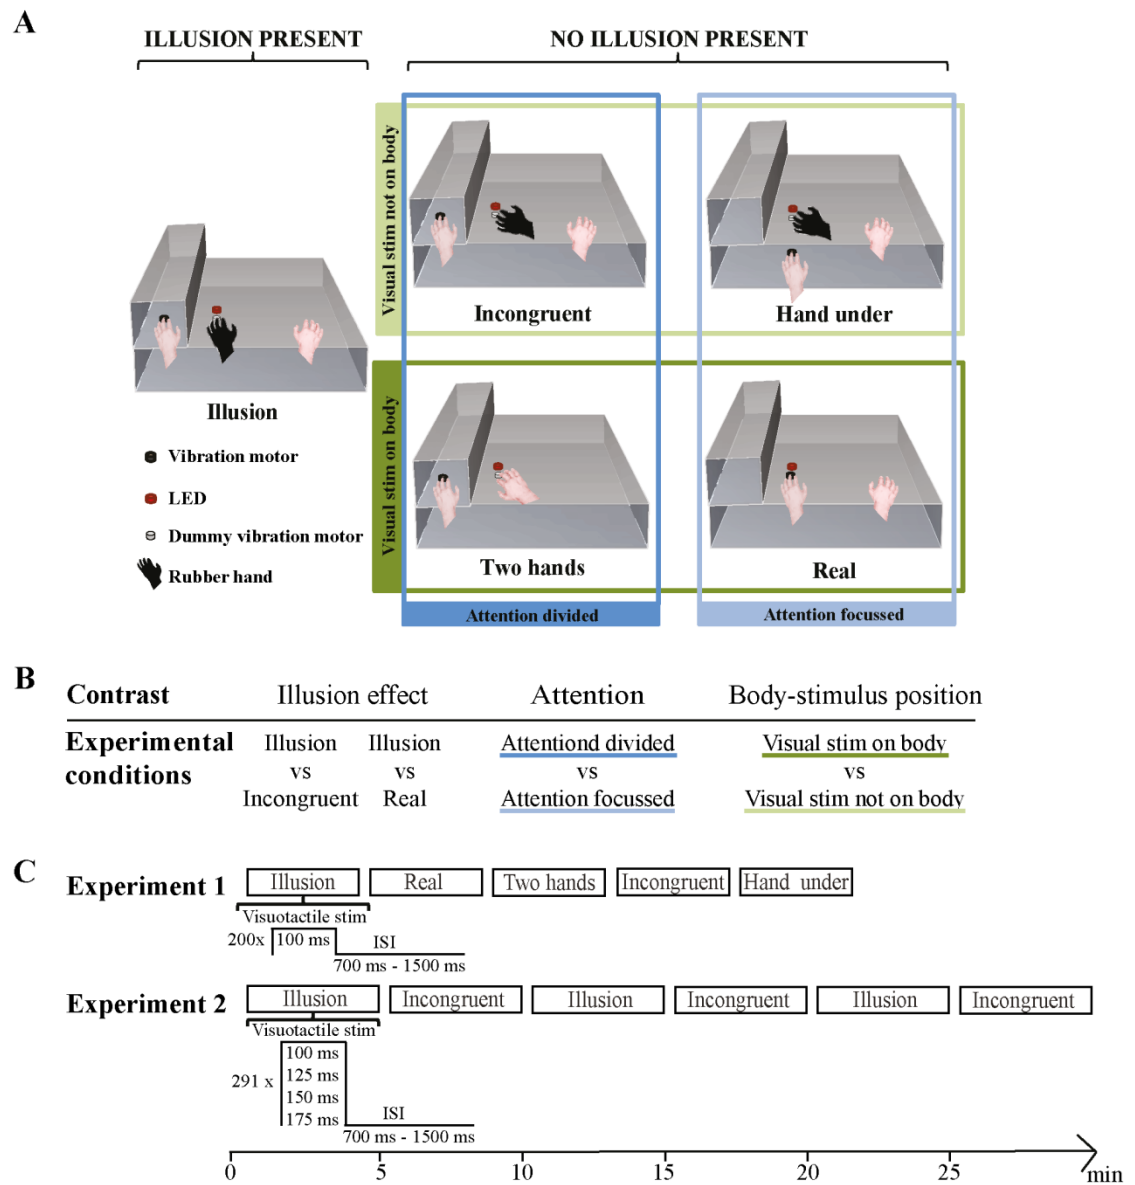 A
ILLUSION PRESENT
NO ILLUSION PRESENT
Visual stim not on body
Incongruent
Hand under
Illusion
Vibration motor
LED
Dummy vibration motor
Rubber hand
Visual stim on body
Two hands
Real
Attention divided
Attention focussed
B
Contrast Illusion effect Attention Body-stimulus position
Experimental conditions
Illusion vs Incongruent
Illusion vs Real
Attentiond divided vs Attention focussed
Visual stim on body vs Visual stim not on body
C
Experiment 1
Illusion Real Two hands Incongruent Hand under
Visuotactile stim
200x 100 ms ISI
700 ms - 1500 ms
Experiment 2
Illusion Incongruent Illusion Incongruent Illusion Incongruent
Visuotactile stim
291 x
100 ms
125 ms
150 ms
175 ms
ISI
700 ms - 1500 ms
0 5 10 15 20 25 min